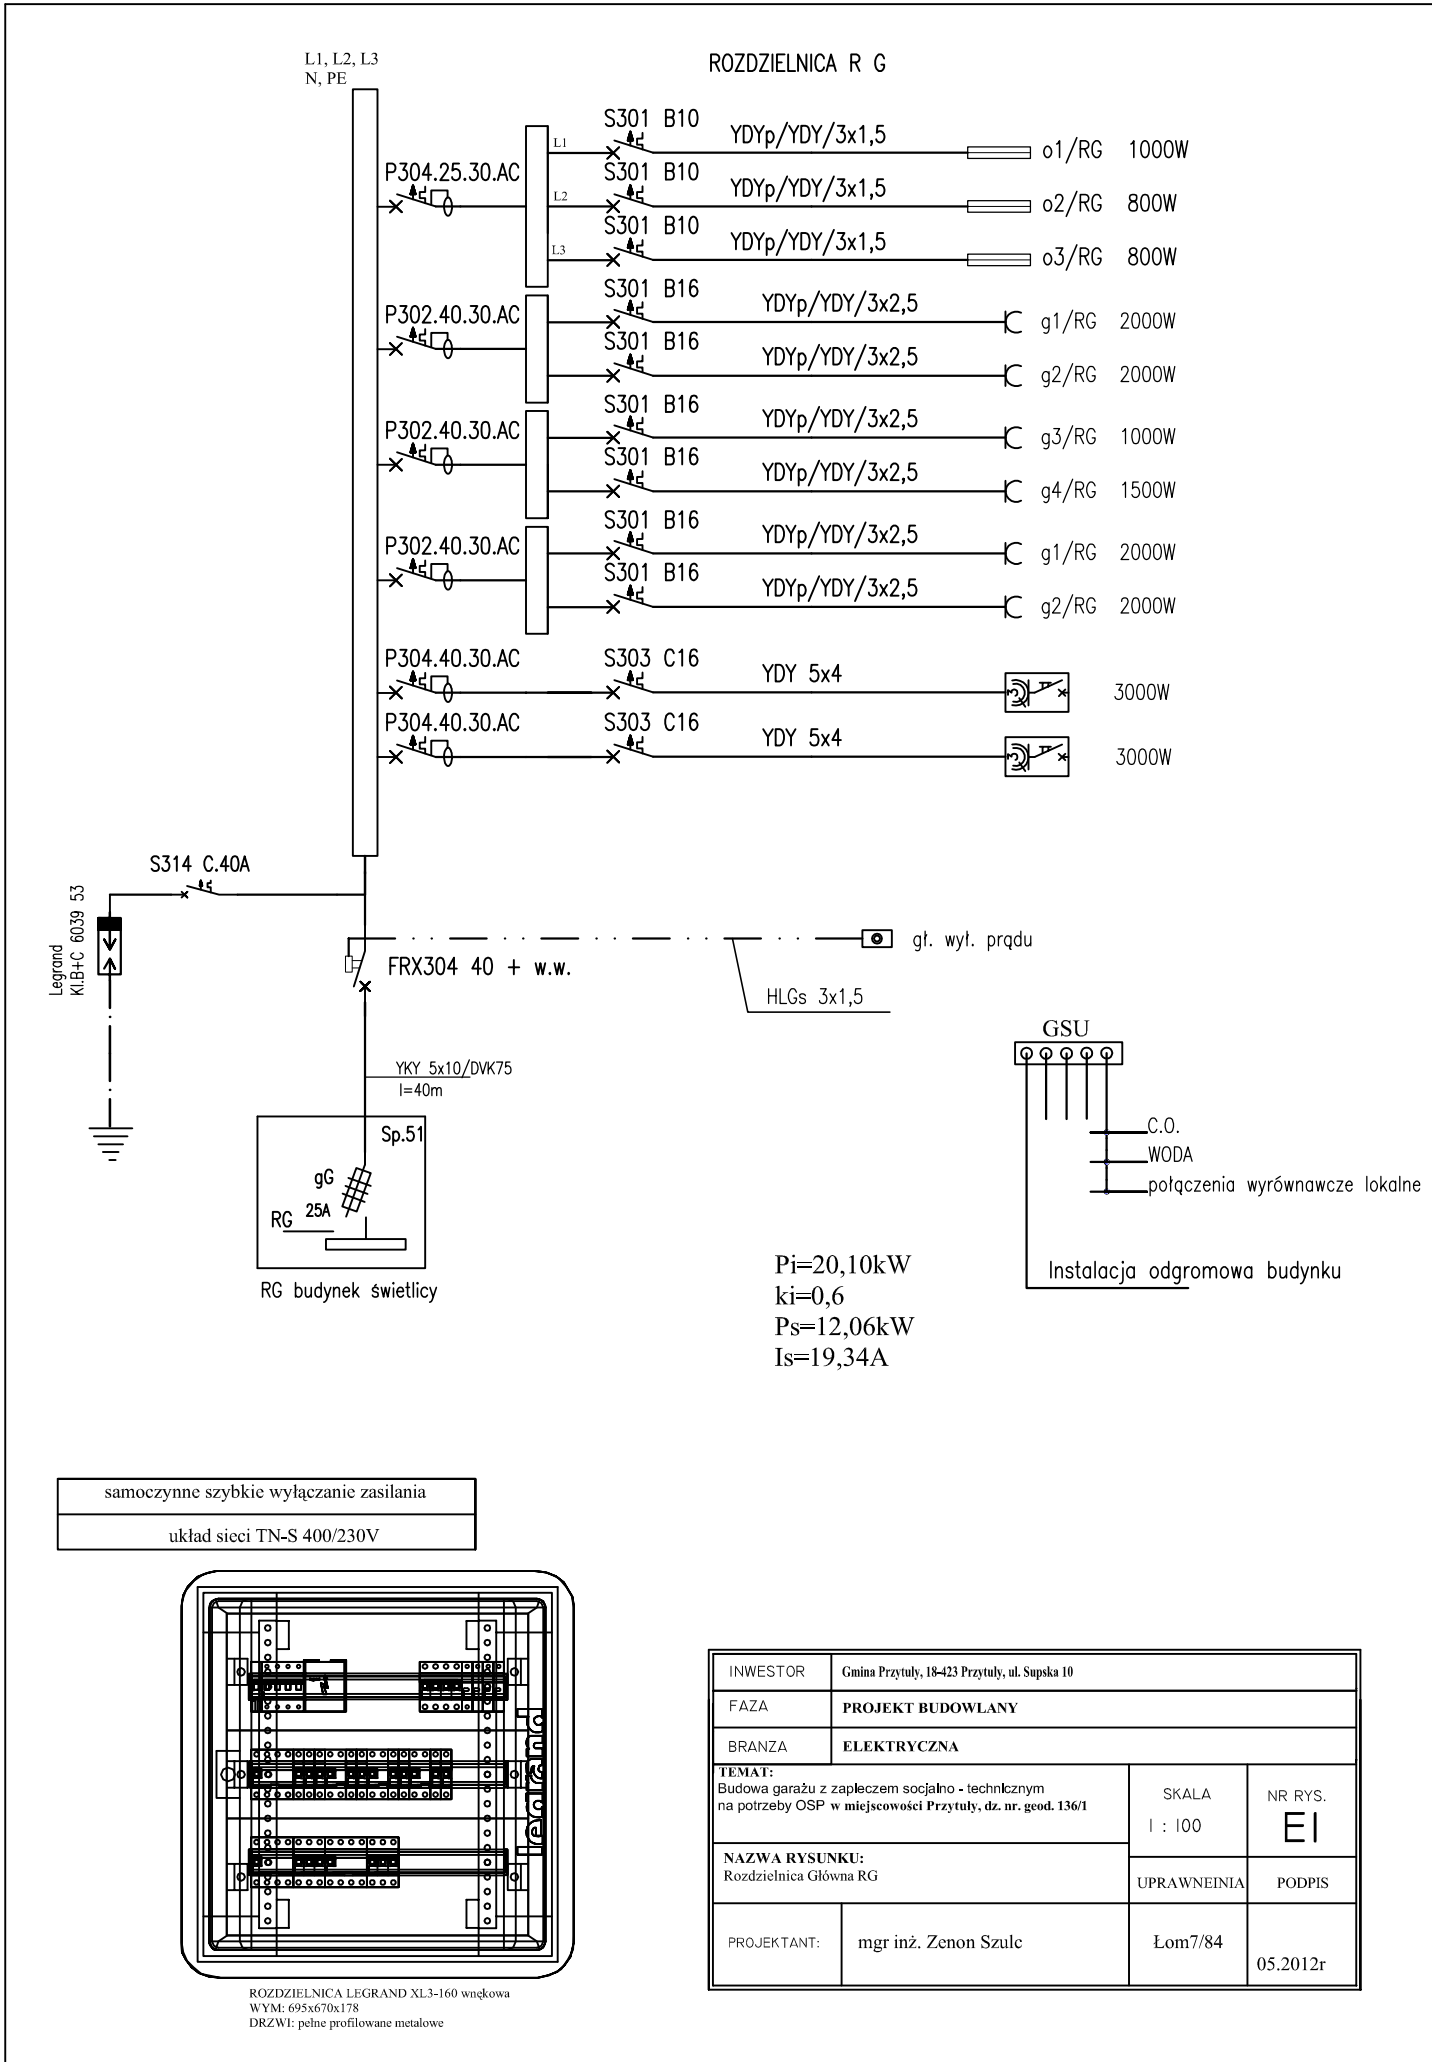 L1, L2, L3
N, PE
ROZDZIELNICA R G
P304.25.30.AC
L1
S301 B10
YDYp/YDY/3x1,5
o1/RG 1000W
L2
S301 B10
YDYp/YDY/3x1,5
o2/RG 800W
L3
S301 B10
YDYp/YDY/3x1,5
o3/RG 800W
P302.40.30.AC
S301 B16
YDYp/YDY/3x2,5
g1/RG 2000W
S301 B16
YDYp/YDY/3x2,5
g2/RG 2000W
P302.40.30.AC
S301 B16
YDYp/YDY/3x2,5
g3/RG 1000W
S301 B16
YDYp/YDY/3x2,5
g4/RG 1500W
P302.40.30.AC
S301 B16
YDYp/YDY/3x2,5
g1/RG 2000W
S301 B16
YDYp/YDY/3x2,5
g2/RG 2000W
P304.40.30.AC
S303 C16
YDY 5x4
3
3000W
P304.40.30.AC
S303 C16
YDY 5x4
3
3000W
S314 C.40A
Legrand
Kl.B+C 6039 53
FRX304 40 + w.w.
gł. wył. prądu
HLGs 3x1,5
YKY 5x10/DVK75
l=40m
Sp.51
gG
25A
RG
RG budynek świetlicy
GSU
C.O.
WODA
połączenia wyrównawcze lokalne
Instalacja odgromowa budynku
Pi=20,10kW
ki=0,6
Ps=12,06kW
Is=19,34A
samoczynne szybkie wyłączanie zasilania
układ sieci TN-S 400/230V
legrand
ROZDZIELNICA LEGRAND XL3-160 wnękowa
WYM: 695x670x178
DRZWI: pełne profilowane metalowe
INWESTOR
Gmina Przytuły, 18-423 Przytuły, ul. Supska 10
FAZA
PROJEKT BUDOWLANY
BRANZA
ELEKTRYCZNA
TEMAT:
Budowa garażu z zapleczem socjalno - technicznym
na potrzeby OSP w miejscowości Przytuły, dz. nr. geod. 136/1
SKALA
1 : 100
NR RYS.
E1
NAZWA RYSUNKU:
Rozdzielnica Główna RG
UPRAWNEINIA
PODPIS
PROJEKTANT:
mgr inż. Zenon Szulc
Łom7/84
05.2012r